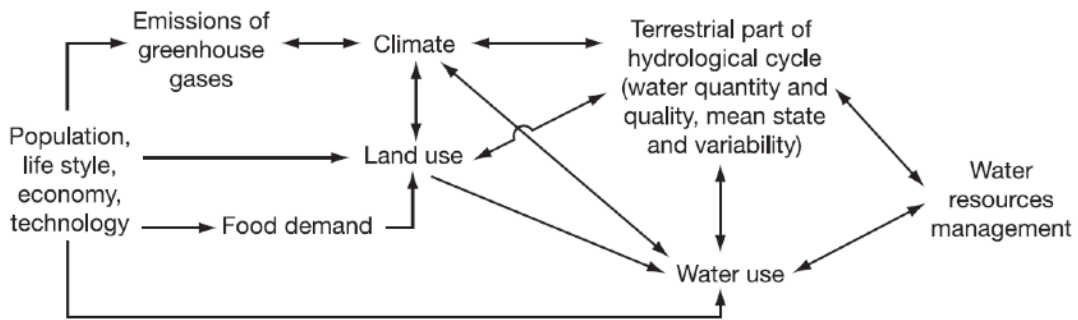 Emissions of
greenhouse
gases
Climate
Terrestrial part of
hydrological cycle
(water quantity and
quality, mean state
and variability)
Population,
life style,
economy,
technology
Land use
Food demand
Water
resources
management
Water use